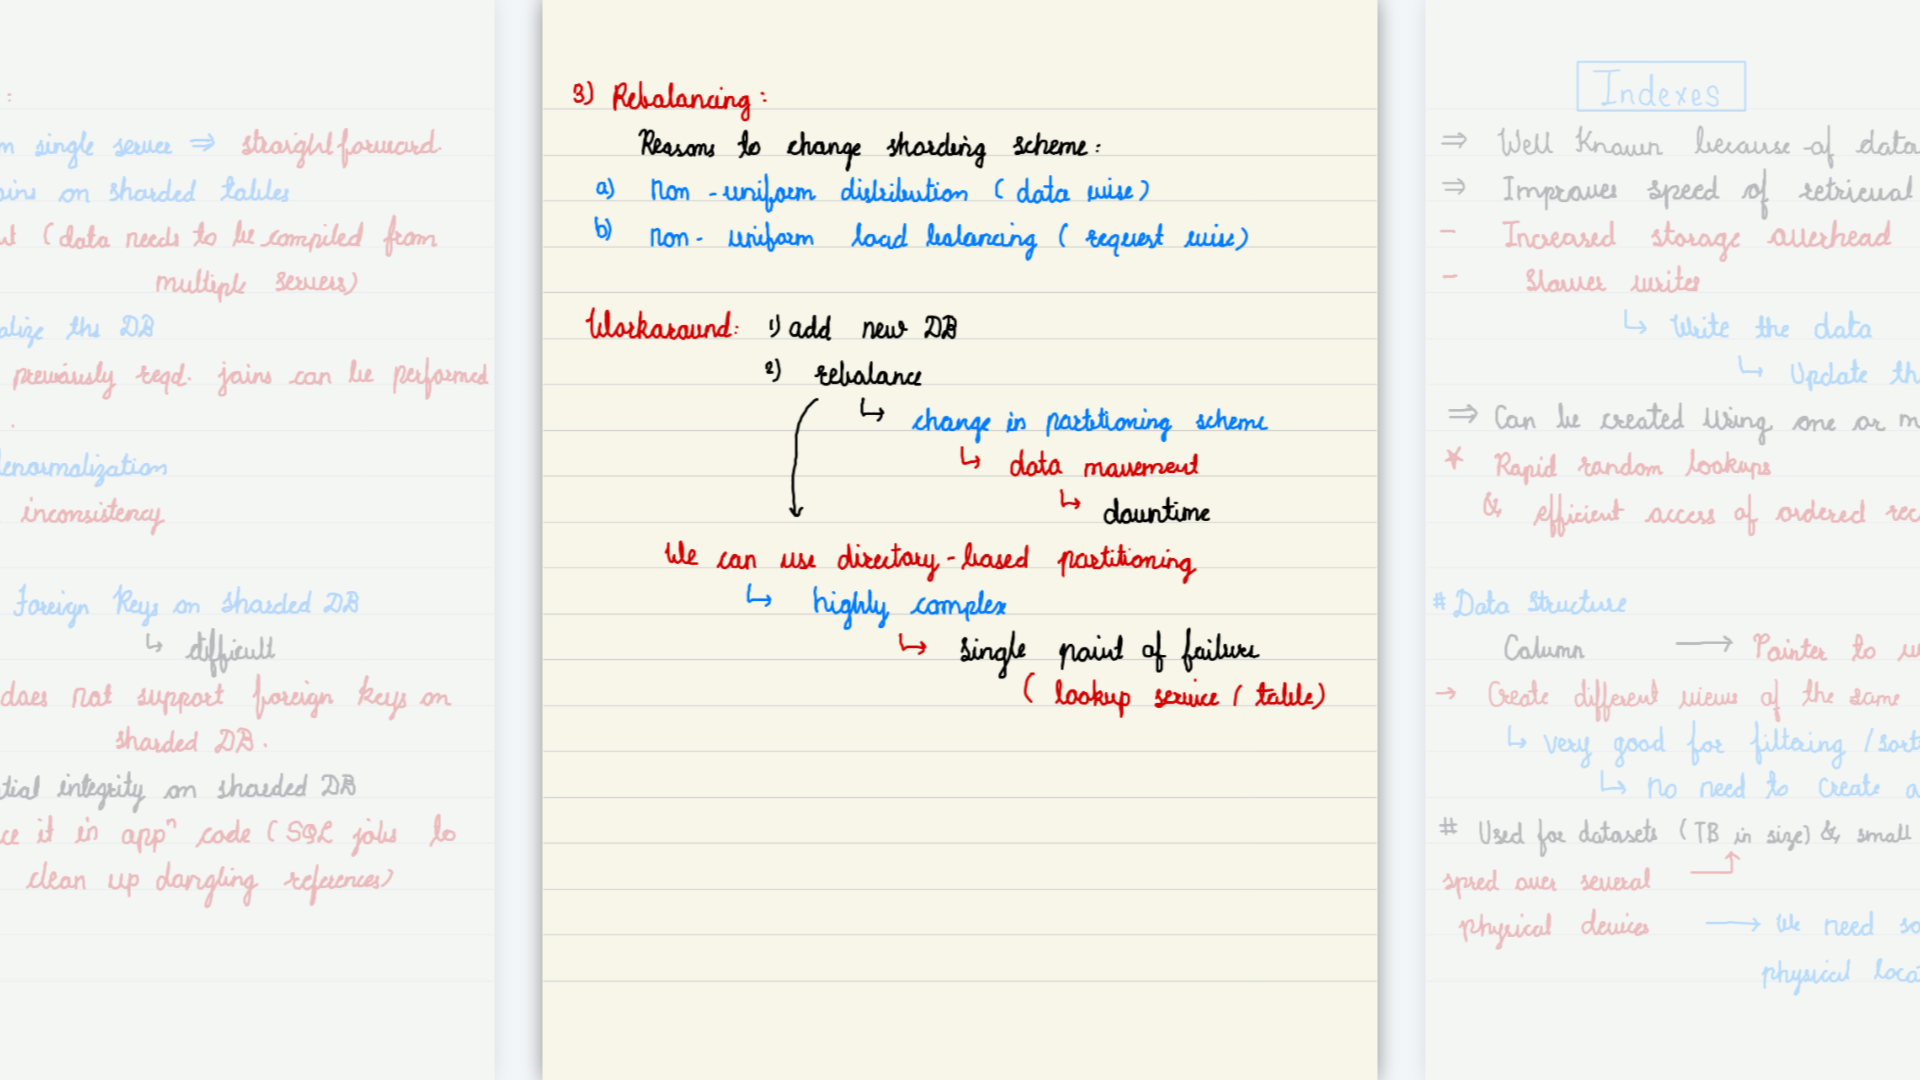 :
n single server ⇒ straightforward.
oins on sharded tables
ut (data needs to be compiled from
multiple servers)
alize the DB
previously reqd. joins can be performed
.
denormalization
inconsistency
Foreign keys on sharded DB
↳ difficult
does not support foreign keys on
sharded DB.
tial integrity on sharded DB
ce it in appⁿ code (SQL jobs to
clean up dangling references)
3) Rebalancing:
Reasons to change sharding scheme:
a) Non-uniform distribution (data wise)
b) Non-uniform load balancing (request wise)
Workaround: 1) add new DB
2) rebalance
↳ change in partitioning scheme
↳ data movement
↳ downtime
We can use directory-based partitioning
↳ highly complex
↳ single point of failure
(lookup service / table)
Indexes
⇒ Well Known because of data
⇒ Improves speed of retrieval
- Increased storage overhead
- Slower writes
↳ Write the data
↳ Update th
⇒ Can be created Using one or m
* Rapid random lookups
& efficient access of ordered rec
# Data Structure
Column → Pointer to w
→ Create different views of the same
↳ very good for filtering / sort
↳ No need to create a
# Used for datasets (TB in size) & small
spred over several
physical devices → We need so
physical loca